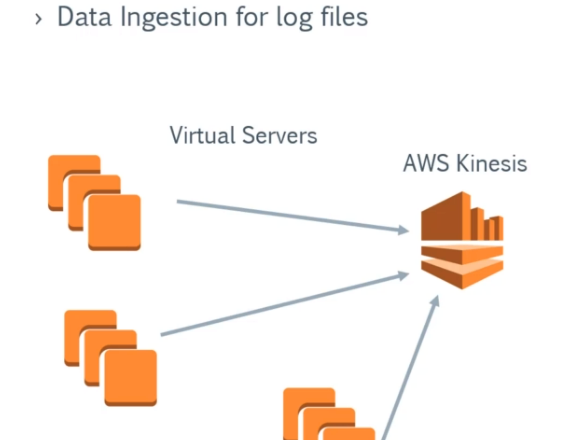 › Data Ingestion for log files
Virtual Servers
AWS Kinesis